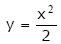 y = x²/2